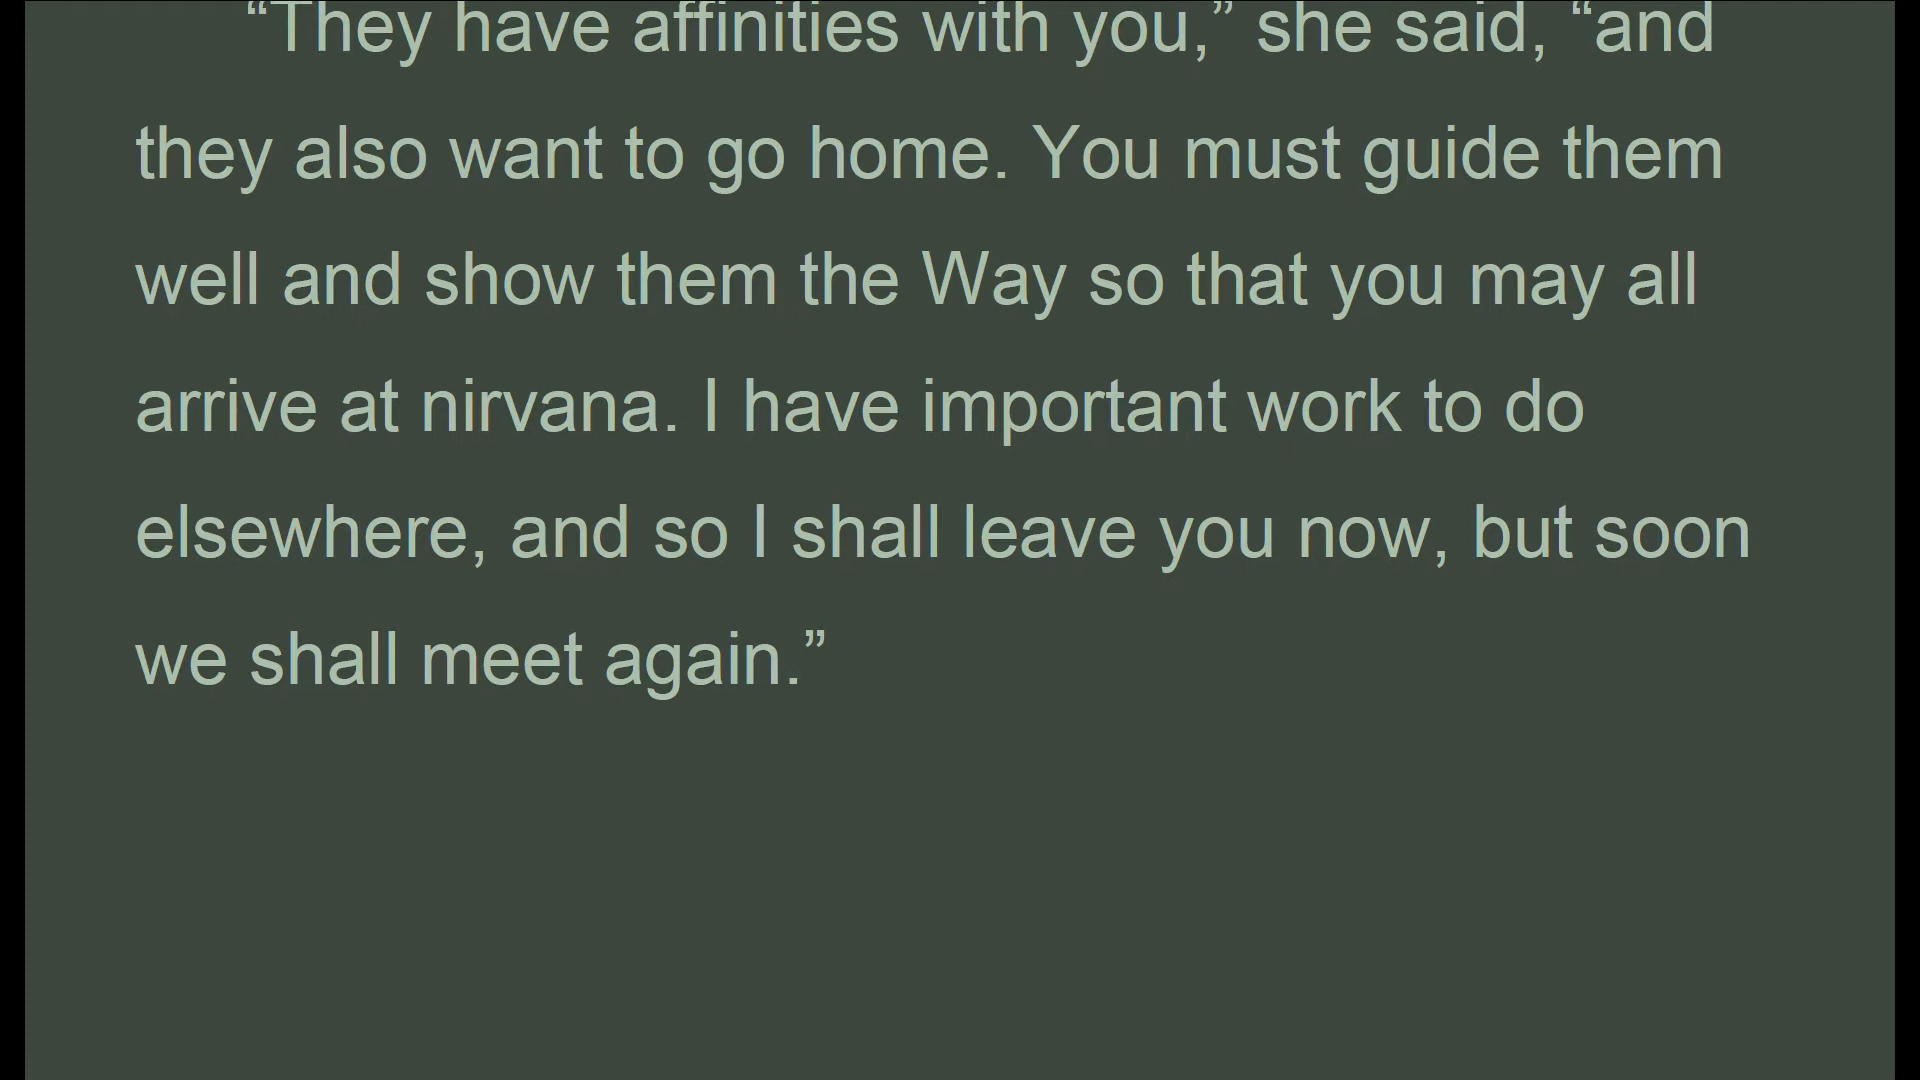 “They have affinities with you,” she said, “and
they also want to go home. You must guide them
well and show them the Way so that you may all
arrive at nirvana. I have important work to do
elsewhere, and so I shall leave you now, but soon
we shall meet again.”